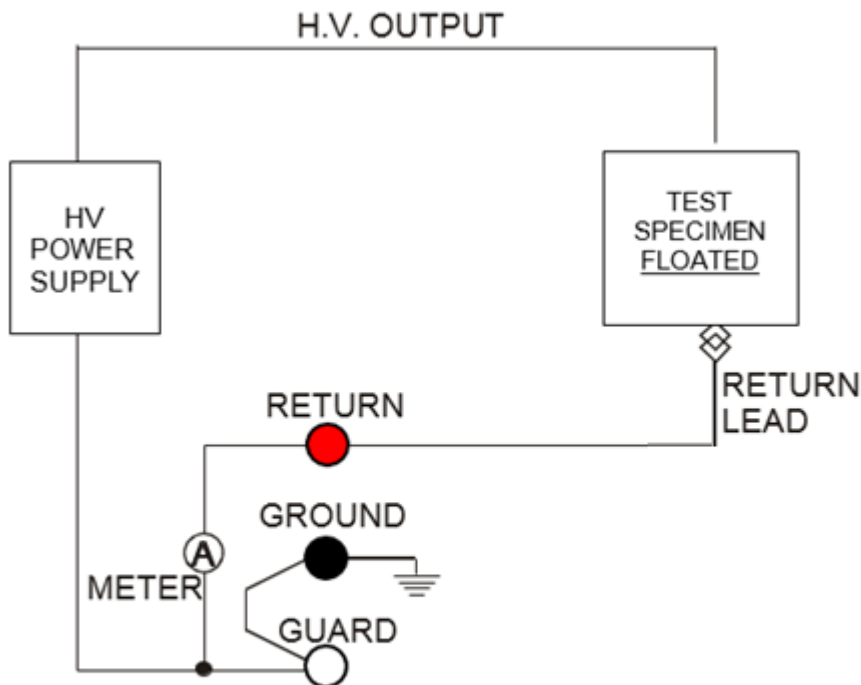 H.V. OUTPUT
HV
POWER
SUPPLY
TEST
SPECIMEN
FLOATED
RETURN
LEAD
RETURN
GROUND
A
METER
GUARD